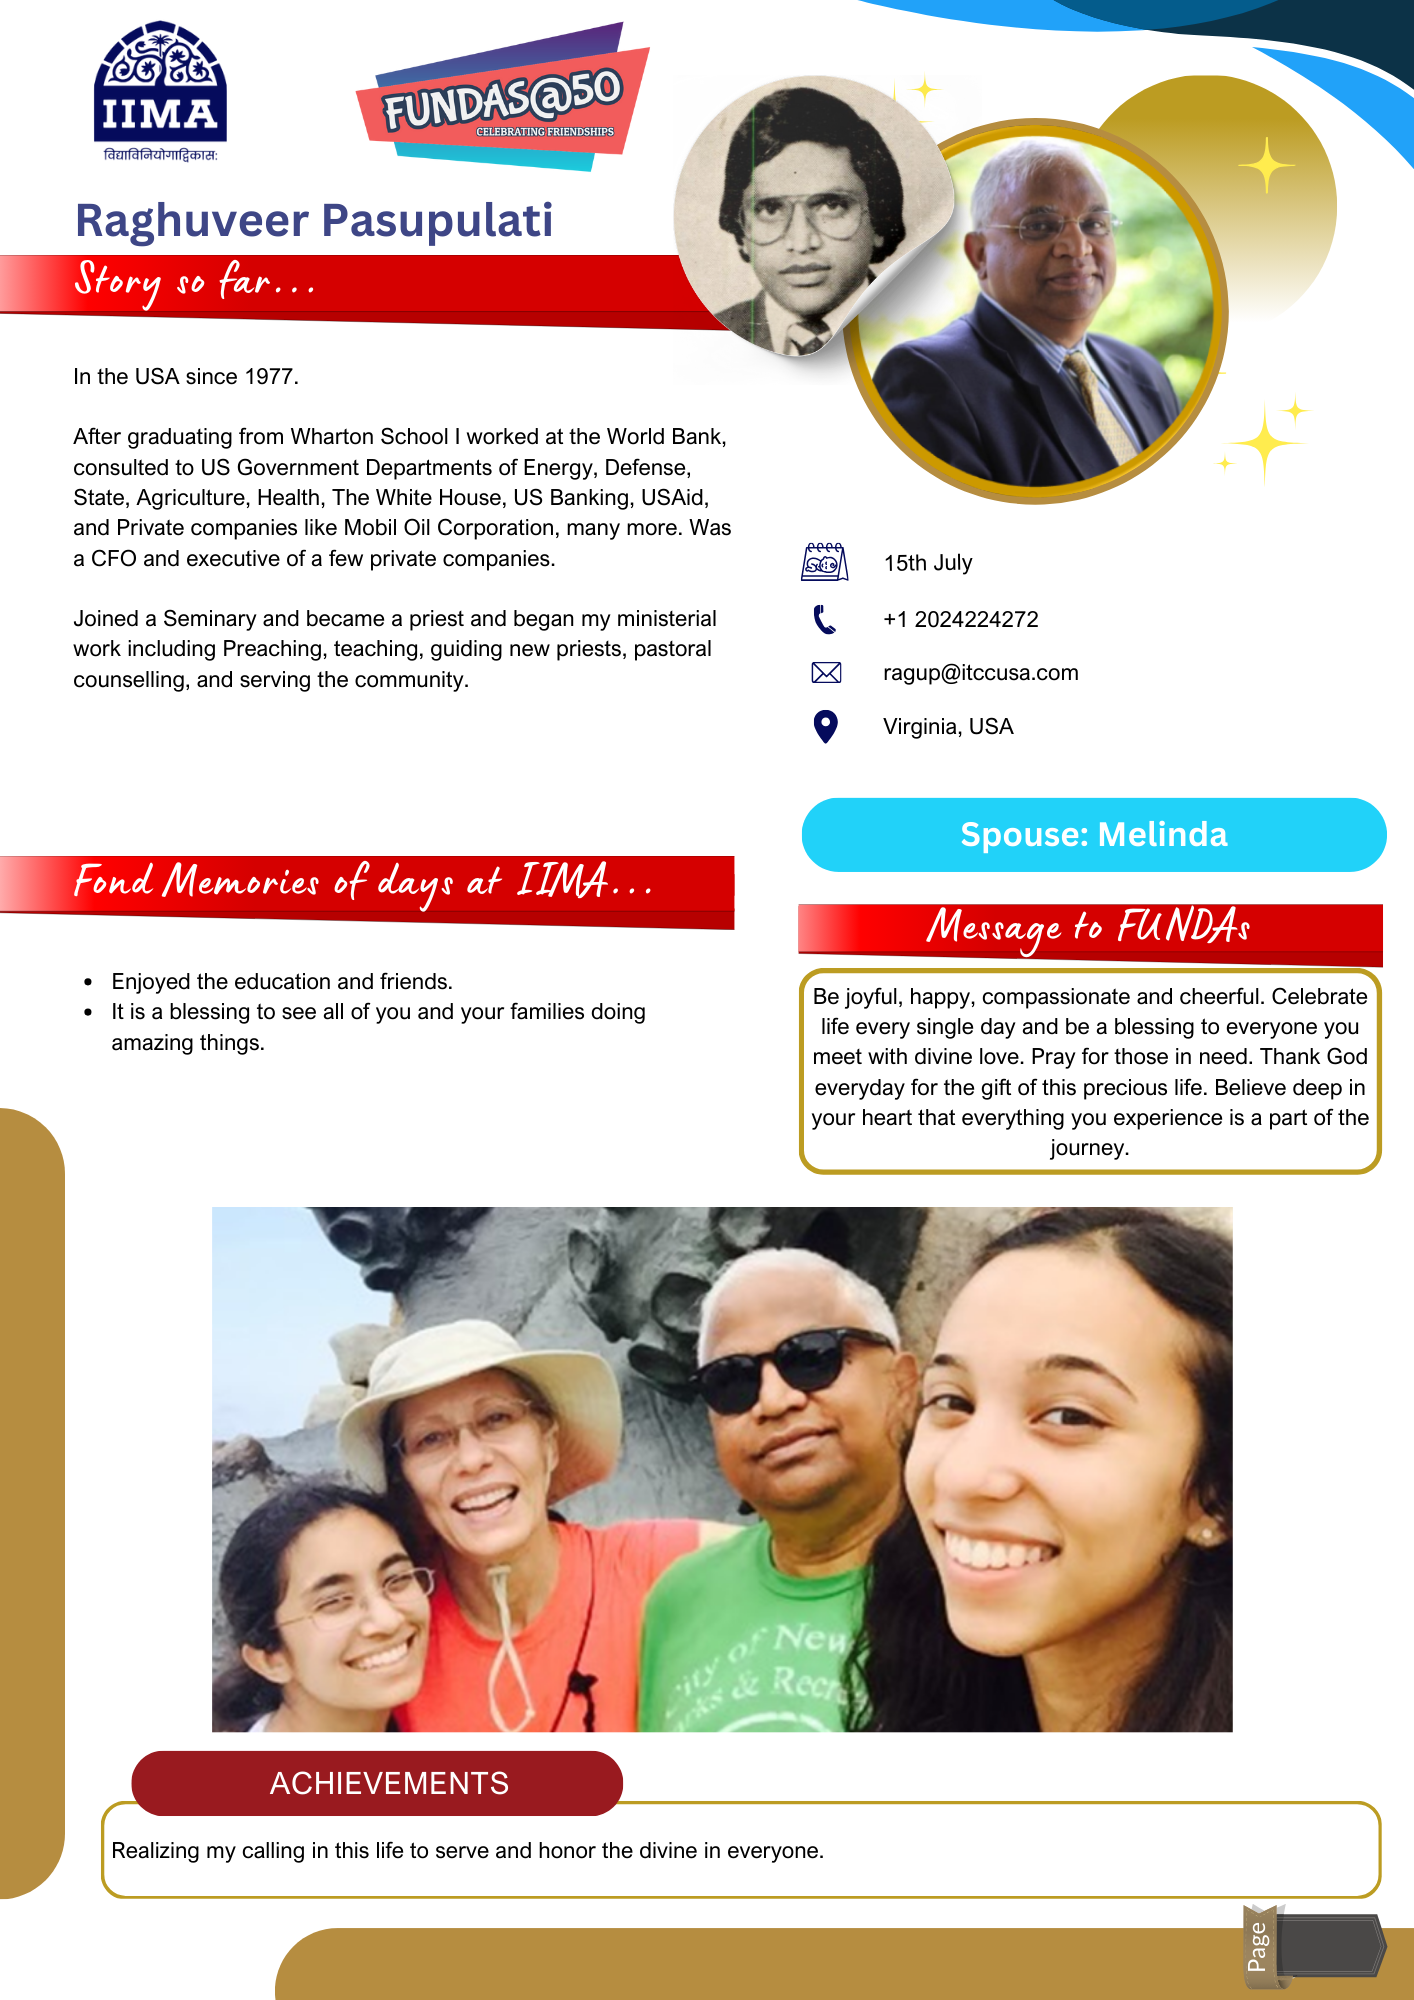 IIMA
विद्याविनियोगाद्विकास:
FUNDAS@50
CELEBRATING FRIENDSHIPS
Raghuveer Pasupulati
Story so far...
In the USA since 1977.
After graduating from Wharton School I worked at the World Bank,
consulted to US Government Departments of Energy, Defense,
State, Agriculture, Health, The White House, US Banking, USAid,
and Private companies like Mobil Oil Corporation, many more. Was
a CFO and executive of a few private companies.
Joined a Seminary and became a priest and began my ministerial
work including Preaching, teaching, guiding new priests, pastoral
counselling, and serving the community.
15th July
+1 2024224272
ragup@itccusa.com
Virginia, USA
Spouse: Melinda
Fond Memories of days at IIMA...
• Enjoyed the education and friends.
• It is a blessing to see all of you and your families doing
amazing things.
Message to FUNDAs
Be joyful, happy, compassionate and cheerful. Celebrate
life every single day and be a blessing to everyone you
meet with divine love. Pray for those in need. Thank God
everyday for the gift of this precious life. Believe deep in
your heart that everything you experience is a part of the
journey.
of New
& Recre
ACHIEVEMENTS
Realizing my calling in this life to serve and honor the divine in everyone.
Page